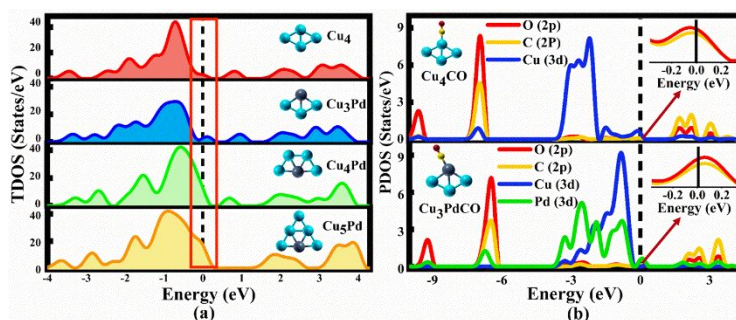 40
20
0
Cu4
40
20
0
Cu3Pd
40
20
0
Cu4Pd
40
20
0
Cu5Pd
TDOS (States/eV)
-4 -3 -2 -1 0 1 2 3 4
Energy (eV)
(a)
9
6
3
0
Cu4CO
O (2p)
C (2P)
Cu (3d)
-0.2 0.0 0.2
Energy (eV)
9
6
3
0
Cu3PdCO
O (2p)
C (2p)
Cu (3d)
Pd (3d)
-0.2 0.0 0.2
Energy (eV)
PDOS (States/eV)
-9 -6 -3 0 3
Energy (eV)
(b)